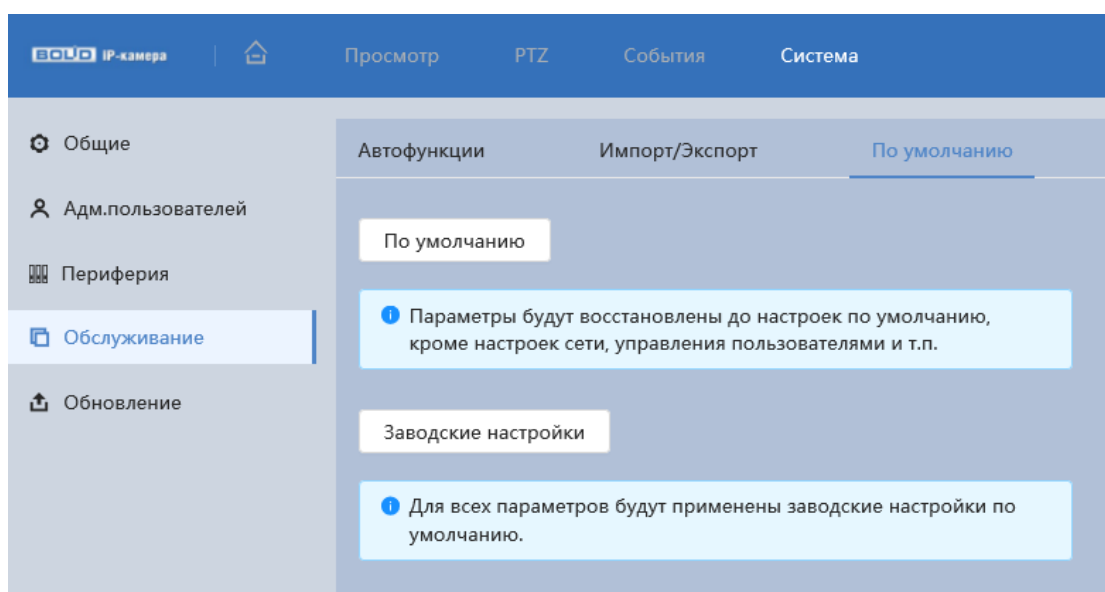 BOLID IP-камера
Просмотр
PTZ
События
Система
Общие
Адм.пользователей
Периферия
Обслуживание
Обновление
Автофункции
Импорт/Экспорт
По умолчанию
По умолчанию
Параметры будут восстановлены до настроек по умолчанию,
кроме настроек сети, управления пользователями и т.п.
Заводские настройки
Для всех параметров будут применены заводские настройки по
умолчанию.